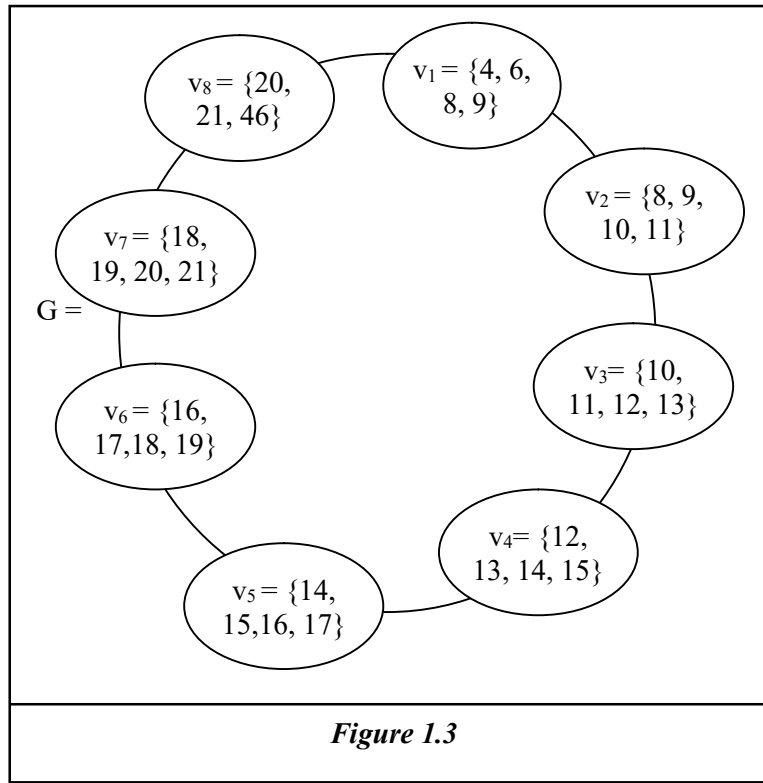 v₈ = {20,
21, 46}
v₁ = {4, 6,
8, 9}
v₂ = {8, 9,
10, 11}
v₇ = {18,
19, 20, 21}
G =
v₃= {10,
11, 12, 13}
v₆ = {16,
17,18, 19}
v₄= {12,
13, 14, 15}
v₅ = {14,
15,16, 17}
Figure 1.3